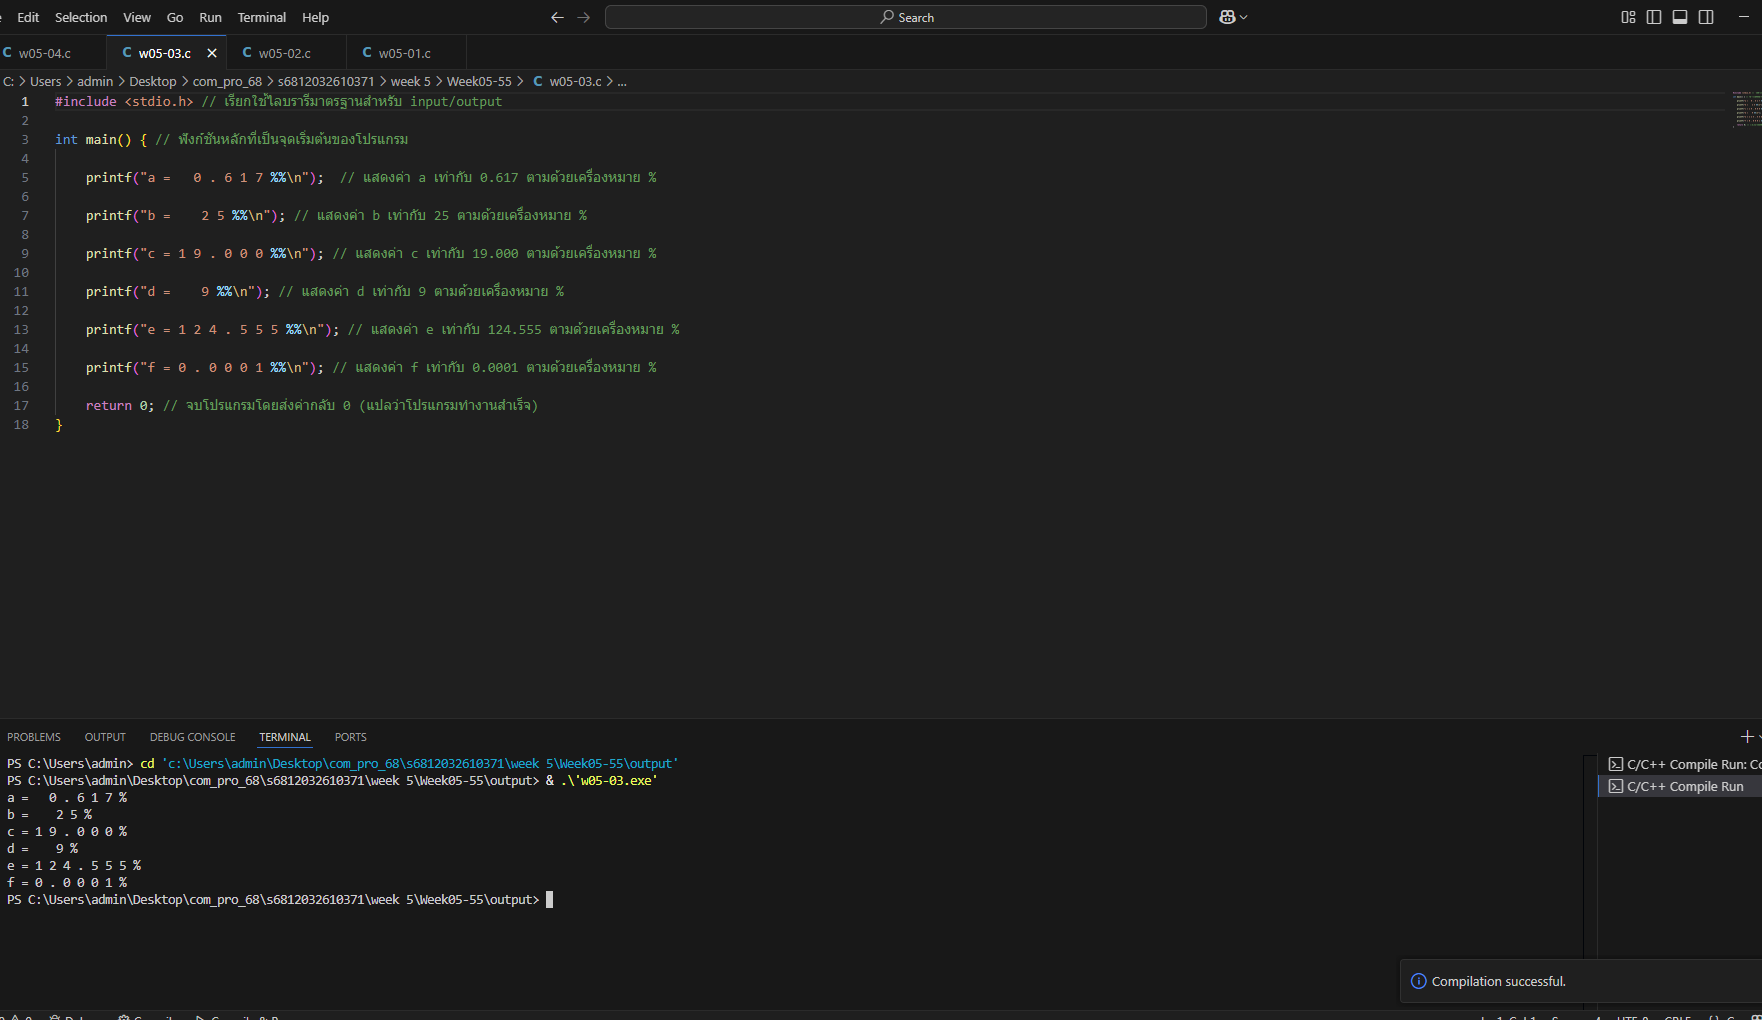 Edit Selection View Go Run Terminal Help
Search
w05-04.c w05-03.c w05-02.c w05-01.c
C: > Users > admin > Desktop > com_pro_68 > s6812032610371 > week 5 > Week05-55 > C w05-03.c > ...
1 #include <stdio.h> // เรียกใช้ไลบรารีมาตรฐานสำหรับ input/output
2
3 int main() { // ฟังก์ชันหลักที่เป็นจุดเริ่มต้นของโปรแกรม
4
5 printf("a =   0 . 6 1 7 %%\n");  // แสดงค่า a เท่ากับ 0.617 ตามด้วยเครื่องหมาย %
6
7 printf("b =    2 5 %%\n"); // แสดงค่า b เท่ากับ 25 ตามด้วยเครื่องหมาย %
8
9 printf("c = 1 9 . 0 0 0 %%\n"); // แสดงค่า c เท่ากับ 19.000 ตามด้วยเครื่องหมาย %
10
11 printf("d =    9 %%\n"); // แสดงค่า d เท่ากับ 9 ตามด้วยเครื่องหมาย %
12
13 printf("e = 1 2 4 . 5 5 5 %%\n"); // แสดงค่า e เท่ากับ 124.555 ตามด้วยเครื่องหมาย %
14
15 printf("f = 0 . 0 0 0 1 %%\n"); // แสดงค่า f เท่ากับ 0.0001 ตามด้วยเครื่องหมาย %
16
17 return 0; // จบโปรแกรมโดยส่งค่ากลับ 0 (แปลว่าโปรแกรมทำงานสำเร็จ)
18 }
PROBLEMS OUTPUT DEBUG CONSOLE TERMINAL PORTS
PS C:\Users\admin> cd 'c:\Users\admin\Desktop\com_pro_68\s6812032610371\week 5\Week05-55\output'
PS C:\Users\admin\Desktop\com_pro_68\s6812032610371\week 5\Week05-55\output> & .\'w05-03.exe'
a =   0 . 6 1 7 %
b =    2 5 %
c = 1 9 . 0 0 0 %
d =    9 %
e = 1 2 4 . 5 5 5 %
f = 0 . 0 0 0 1 %
PS C:\Users\admin\Desktop\com_pro_68\s6812032610371\week 5\Week05-55\output>
C/C++ Compile Run: Co
C/C++ Compile Run
Compilation successful.